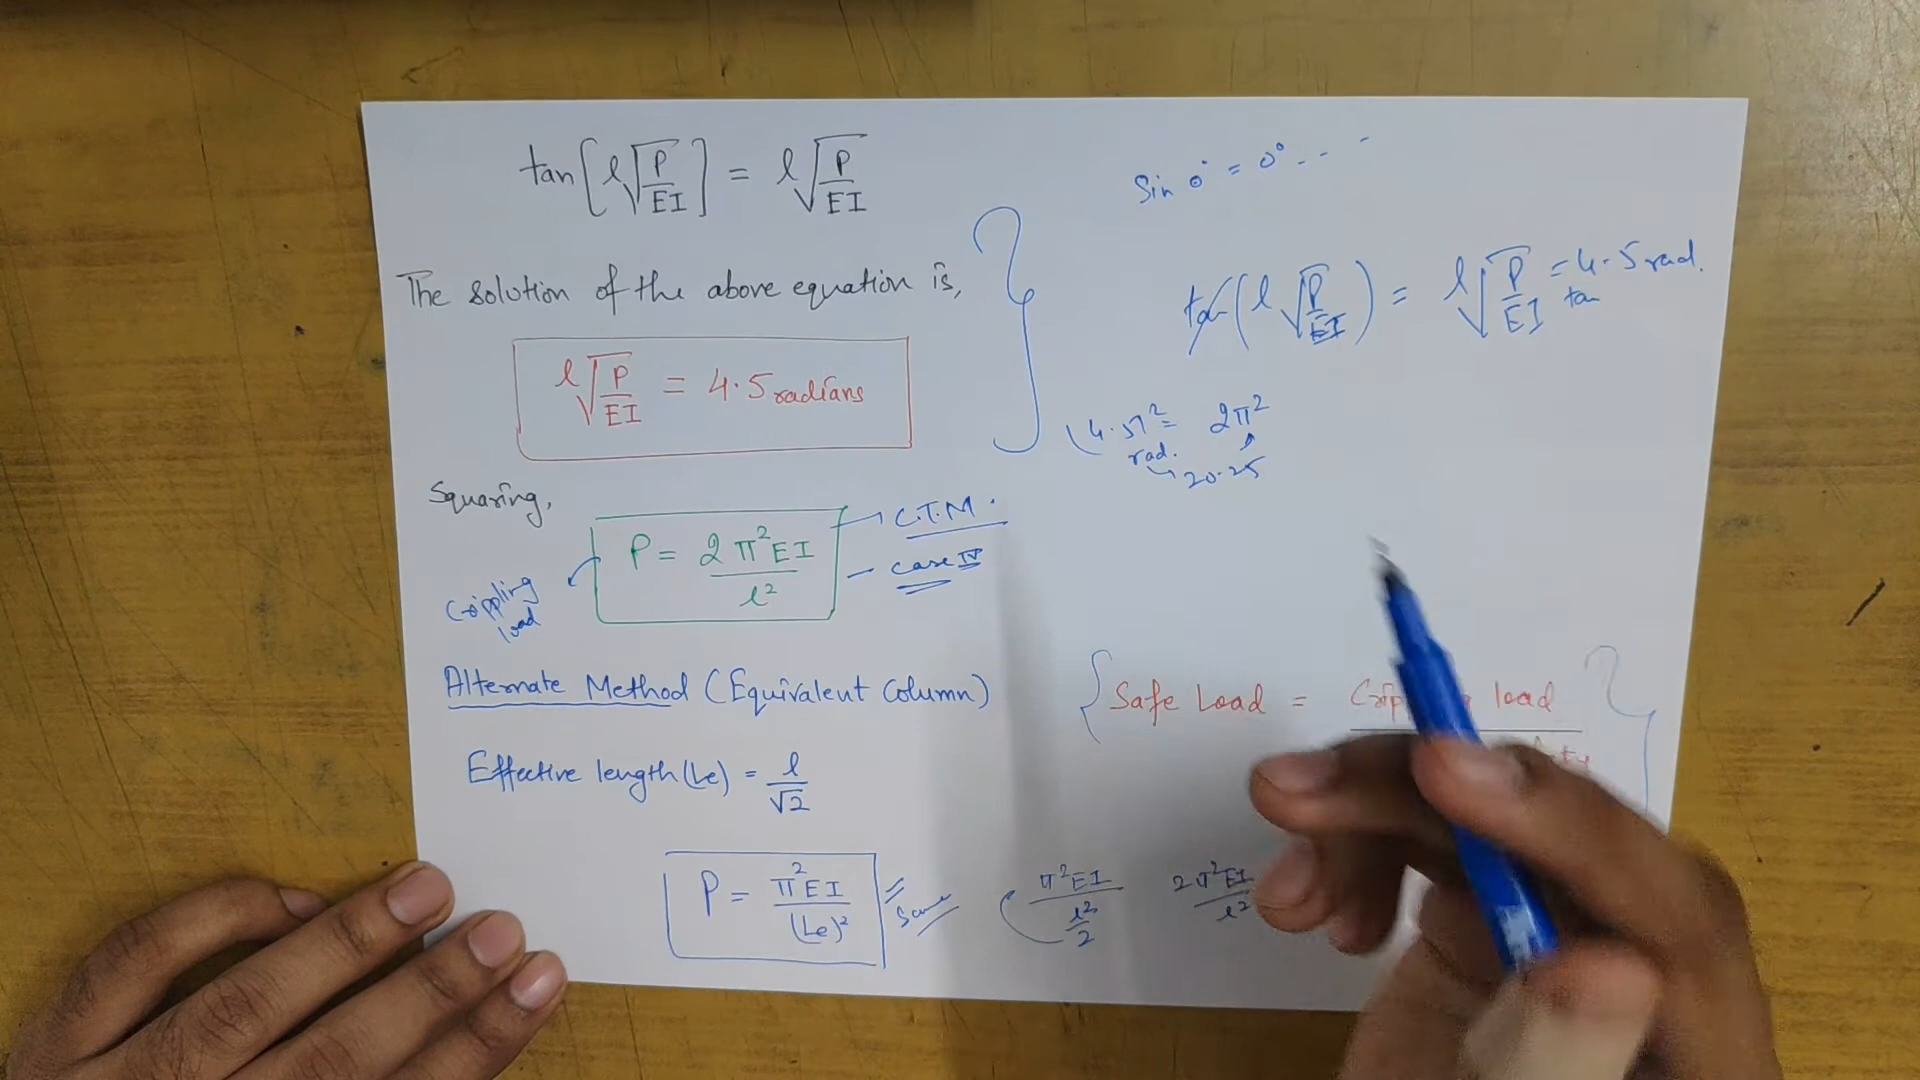 tan[l√(P/EI)] = l√(P/EI)
The solution of the above equation is,
l√(P/EI) = 4.5 radians
Squaring,
P = 2π²EI/l²
Crippling load
C.T.M.
Case IV
Alternate Method (Equivalent Column)
Effective length (Le) = l/√2
P = π²EI/(Le)²
Same
π²EI/(l²/2)
2π²EI/l²
Sin 0° = 0° - - -
tan(l√(P/EI)) = l√(P/EI) = 4.5 rad.
tan
(4.5)² = 2π²
rad.
20.25
Safe Load = load